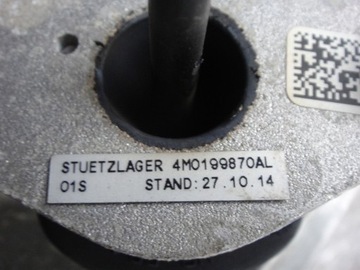 STUETZLAGER 4M0199870AL
01S STAND: 27.10.14